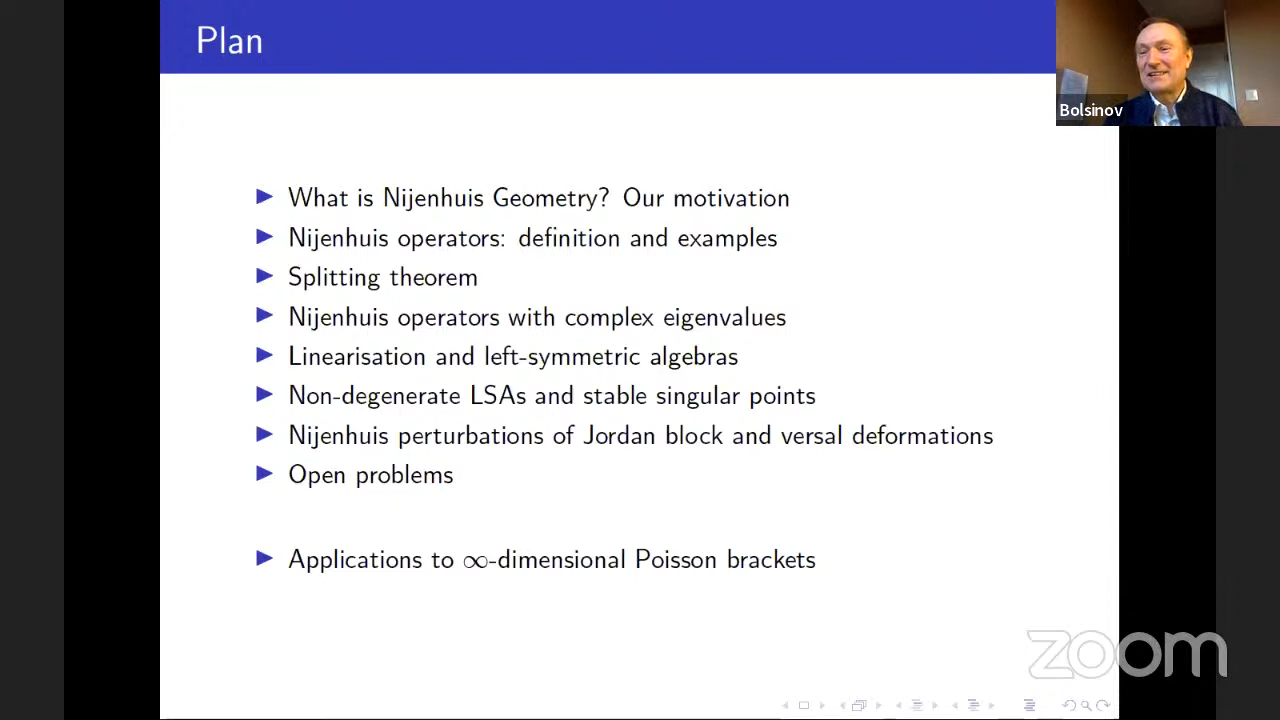 Plan
Bolsinov
What is Nijenhuis Geometry? Our motivation
Nijenhuis operators: definition and examples
Splitting theorem
Nijenhuis operators with complex eigenvalues
Linearisation and left-symmetric algebras
Non-degenerate LSAs and stable singular points
Nijenhuis perturbations of Jordan block and versal deformations
Open problems
Applications to ∞-dimensional Poisson brackets
zoom